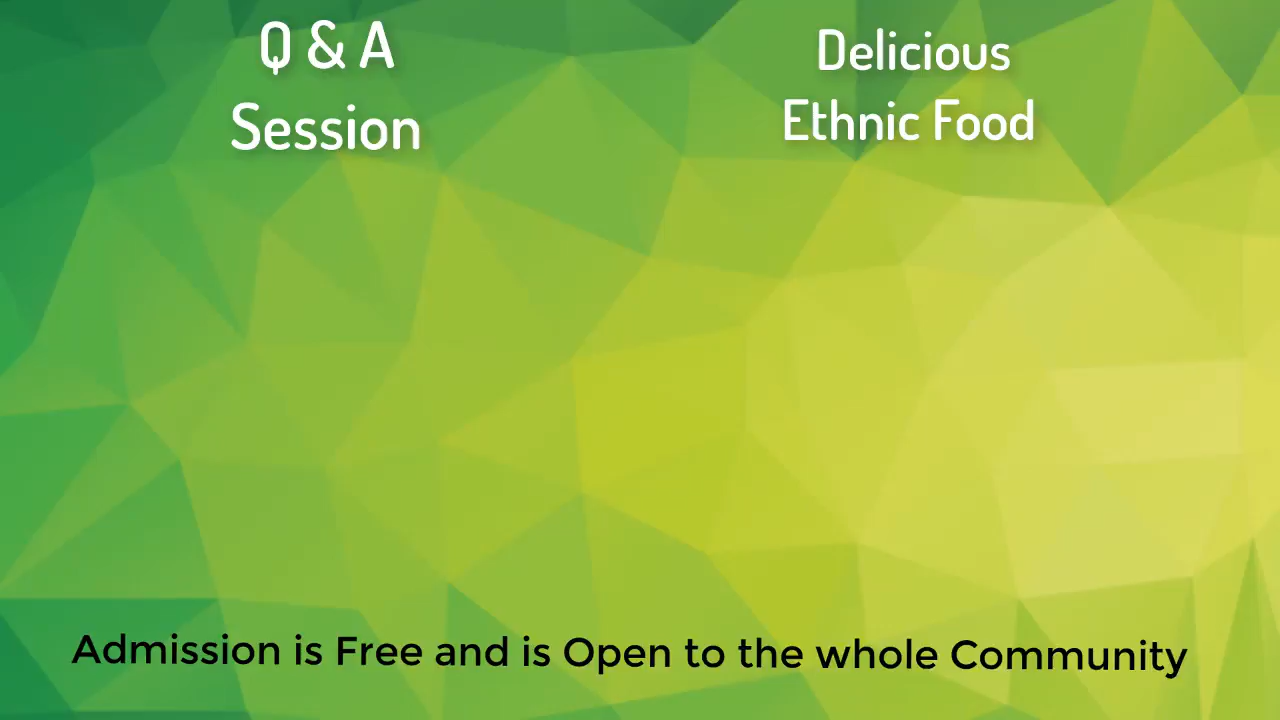 Q & A
Session
Delicious
Ethnic Food
Admission is Free and is Open to the whole Community